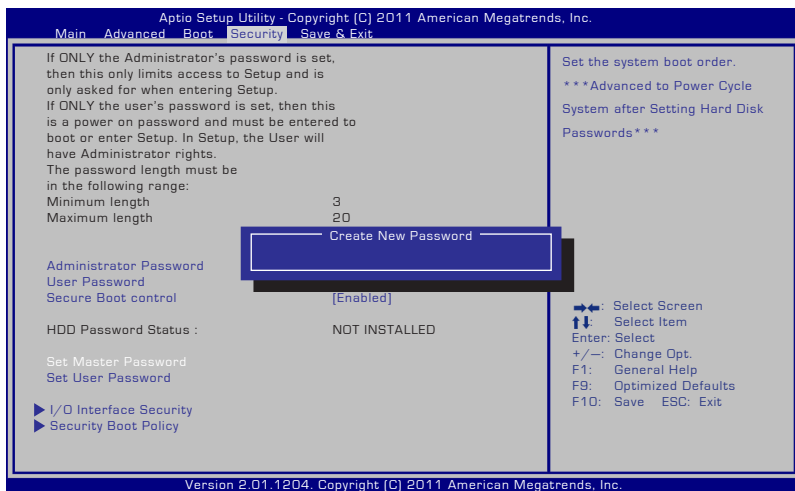 Aptio Setup Utility - Copyright (C) 2011 American Megatrends, Inc.
Main Advanced Boot Security Save & Exit
If ONLY the Administrator's password is set,
then this only limits access to Setup and is
only asked for when entering Setup.
If ONLY the user's password is set, then this
is a power on password and must be entered to
boot or enter Setup. In Setup, the User will
have Administrator rights.
The password length must be
in the following range:
Minimum length 3
Maximum length 20
Create New Password
Administrator Password
User Password
Secure Boot control [Enabled]
HDD Password Status : NOT INSTALLED
Set Master Password
Set User Password
I/O Interface Security
Security Boot Policy
Set the system boot order.
***Advanced to Power Cycle
System after Setting Hard Disk
Passwords***
→←: Select Screen
↑↓: Select Item
Enter: Select
+/—: Change Opt.
F1: General Help
F9: Optimized Defaults
F10: Save ESC: Exit
Version 2.01.1204. Copyright (C) 2011 American Megatrends, Inc.